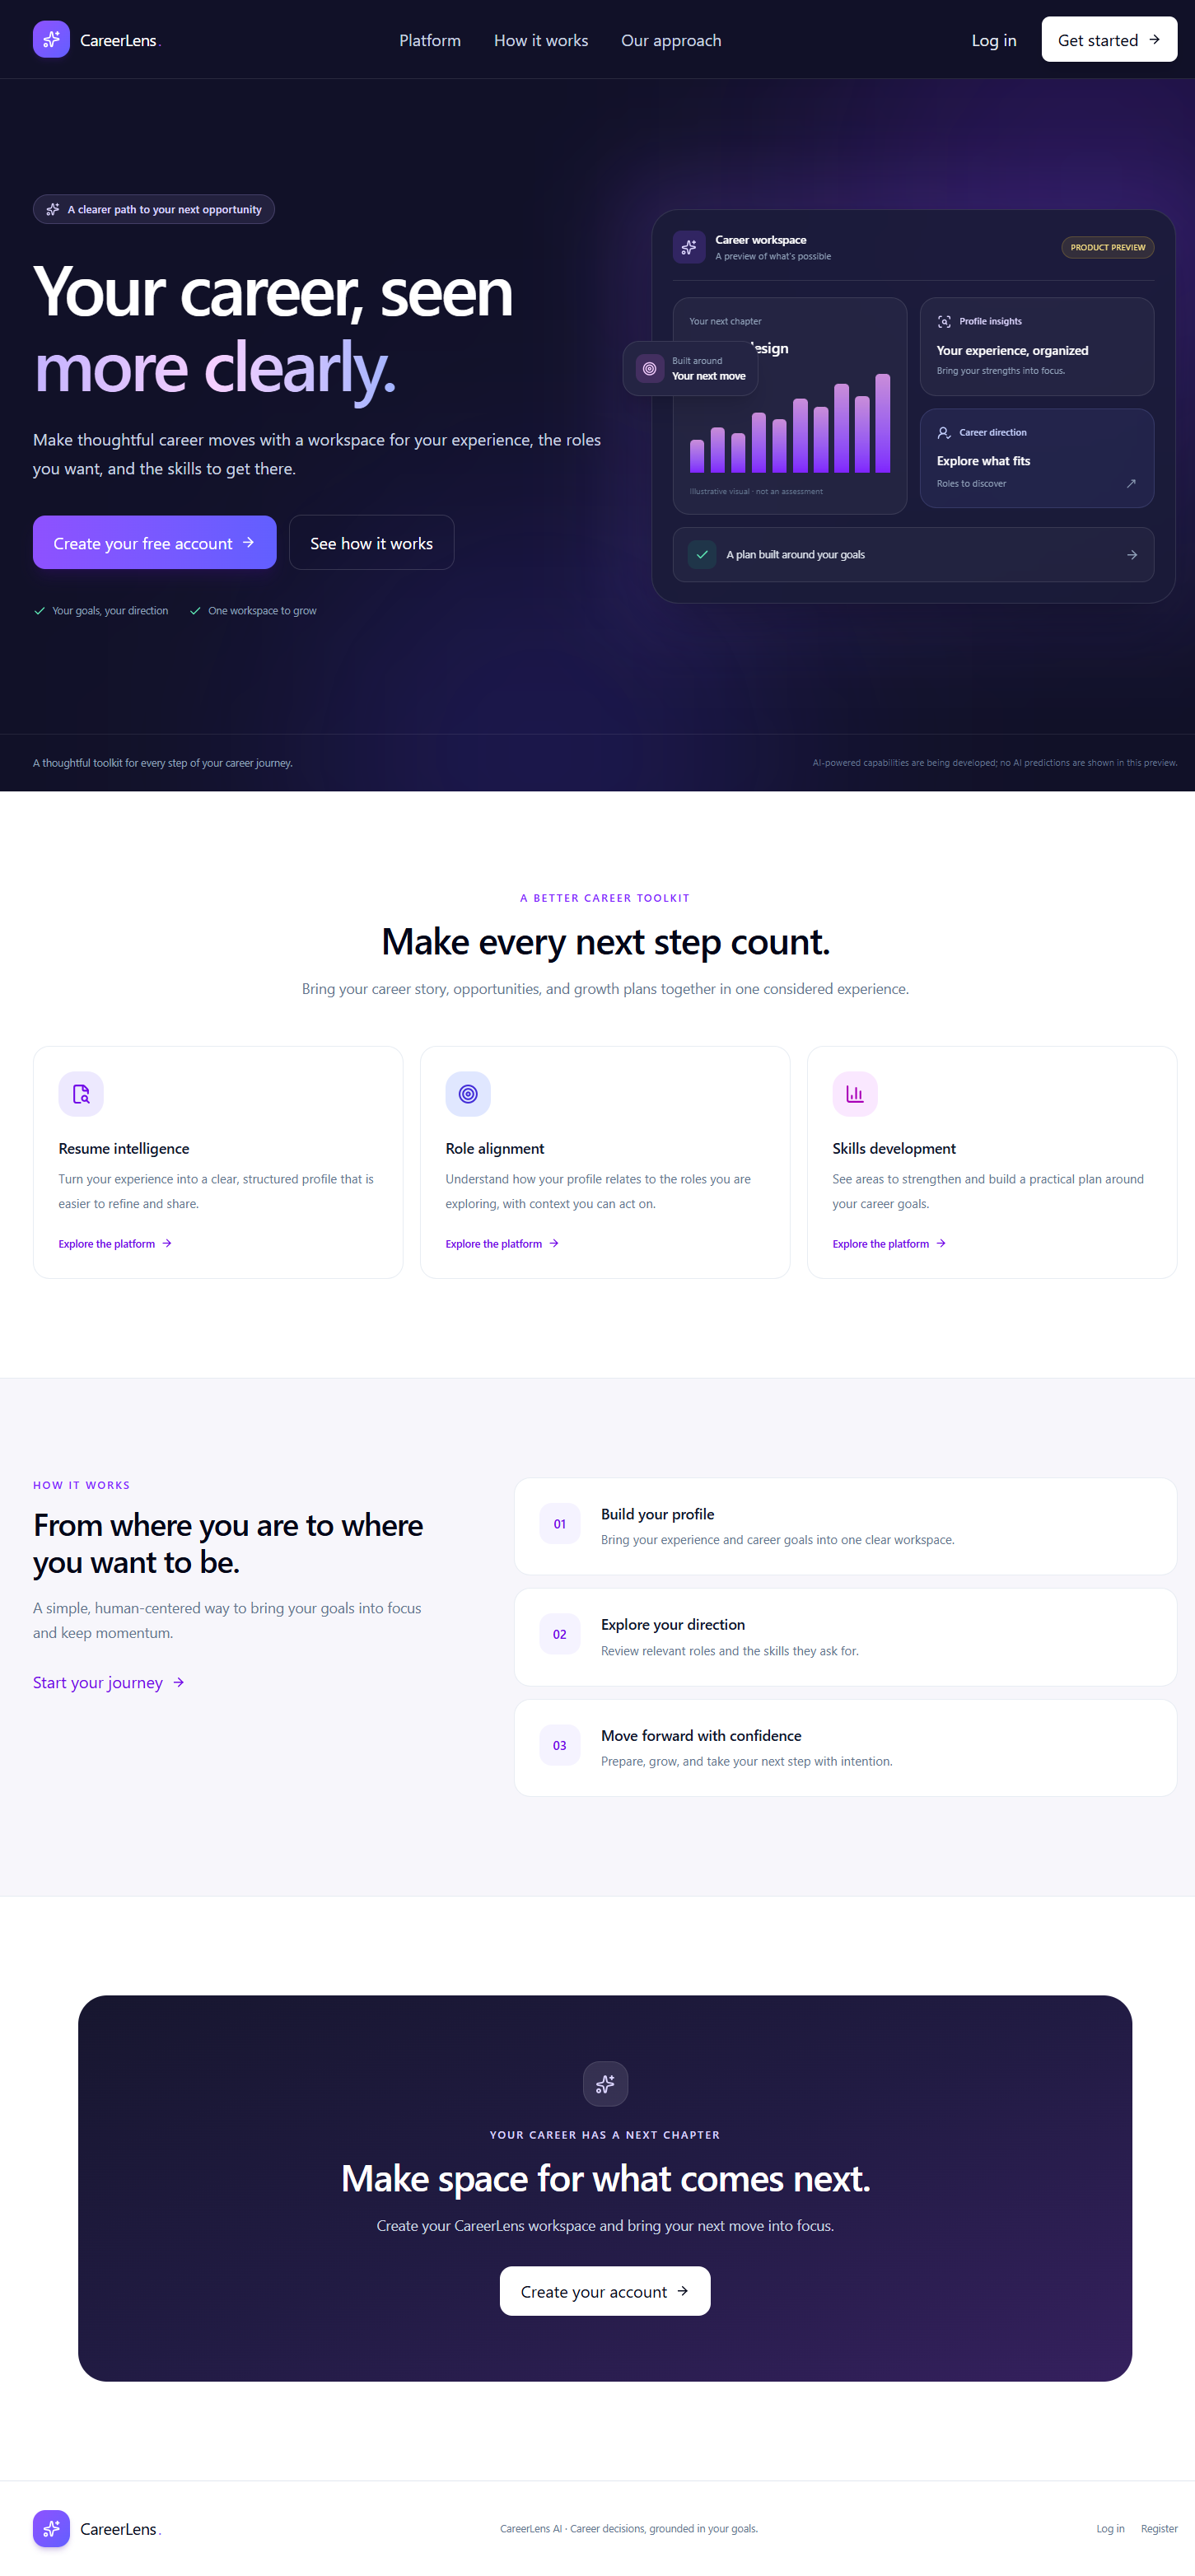 CareerLens.
Platform
How it works
Our approach
Log in
Get started
A clearer path to your next opportunity
Your career, seen
more clearly.
Make thoughtful career moves with a workspace for your experience, the roles
you want, and the skills to get there.
Create your free account
See how it works
Your goals, your direction
One workspace to grow
Career workspace
A preview of what's possible
PRODUCT PREVIEW
Your next chapter
Built around
Your next move
Illustrative visual · not an assessment
Profile insights
Your experience, organized
Bring your strengths into focus.
Career direction
Explore what fits
Roles to discover
A plan built around your goals
A thoughtful toolkit for every step of your career journey.
AI-powered capabilities are being developed; no AI predictions are shown in this preview.
A BETTER CAREER TOOLKIT
Make every next step count.
Bring your career story, opportunities, and growth plans together in one considered experience.
Resume intelligence
Turn your experience into a clear, structured profile that is
easier to refine and share.
Explore the platform
Role alignment
Understand how your profile relates to the roles you are
exploring, with context you can act on.
Explore the platform
Skills development
See areas to strengthen and build a practical plan around
your career goals.
Explore the platform
HOW IT WORKS
From where you are to where
you want to be.
A simple, human-centered way to bring your goals into focus
and keep momentum.
Start your journey
01
Build your profile
Bring your experience and career goals into one clear workspace.
02
Explore your direction
Review relevant roles and the skills they ask for.
03
Move forward with confidence
Prepare, grow, and take your next step with intention.
YOUR CAREER HAS A NEXT CHAPTER
Make space for what comes next.
Create your CareerLens workspace and bring your next move into focus.
Create your account
CareerLens.
CareerLens AI · Career decisions, grounded in your goals.
Log in
Register